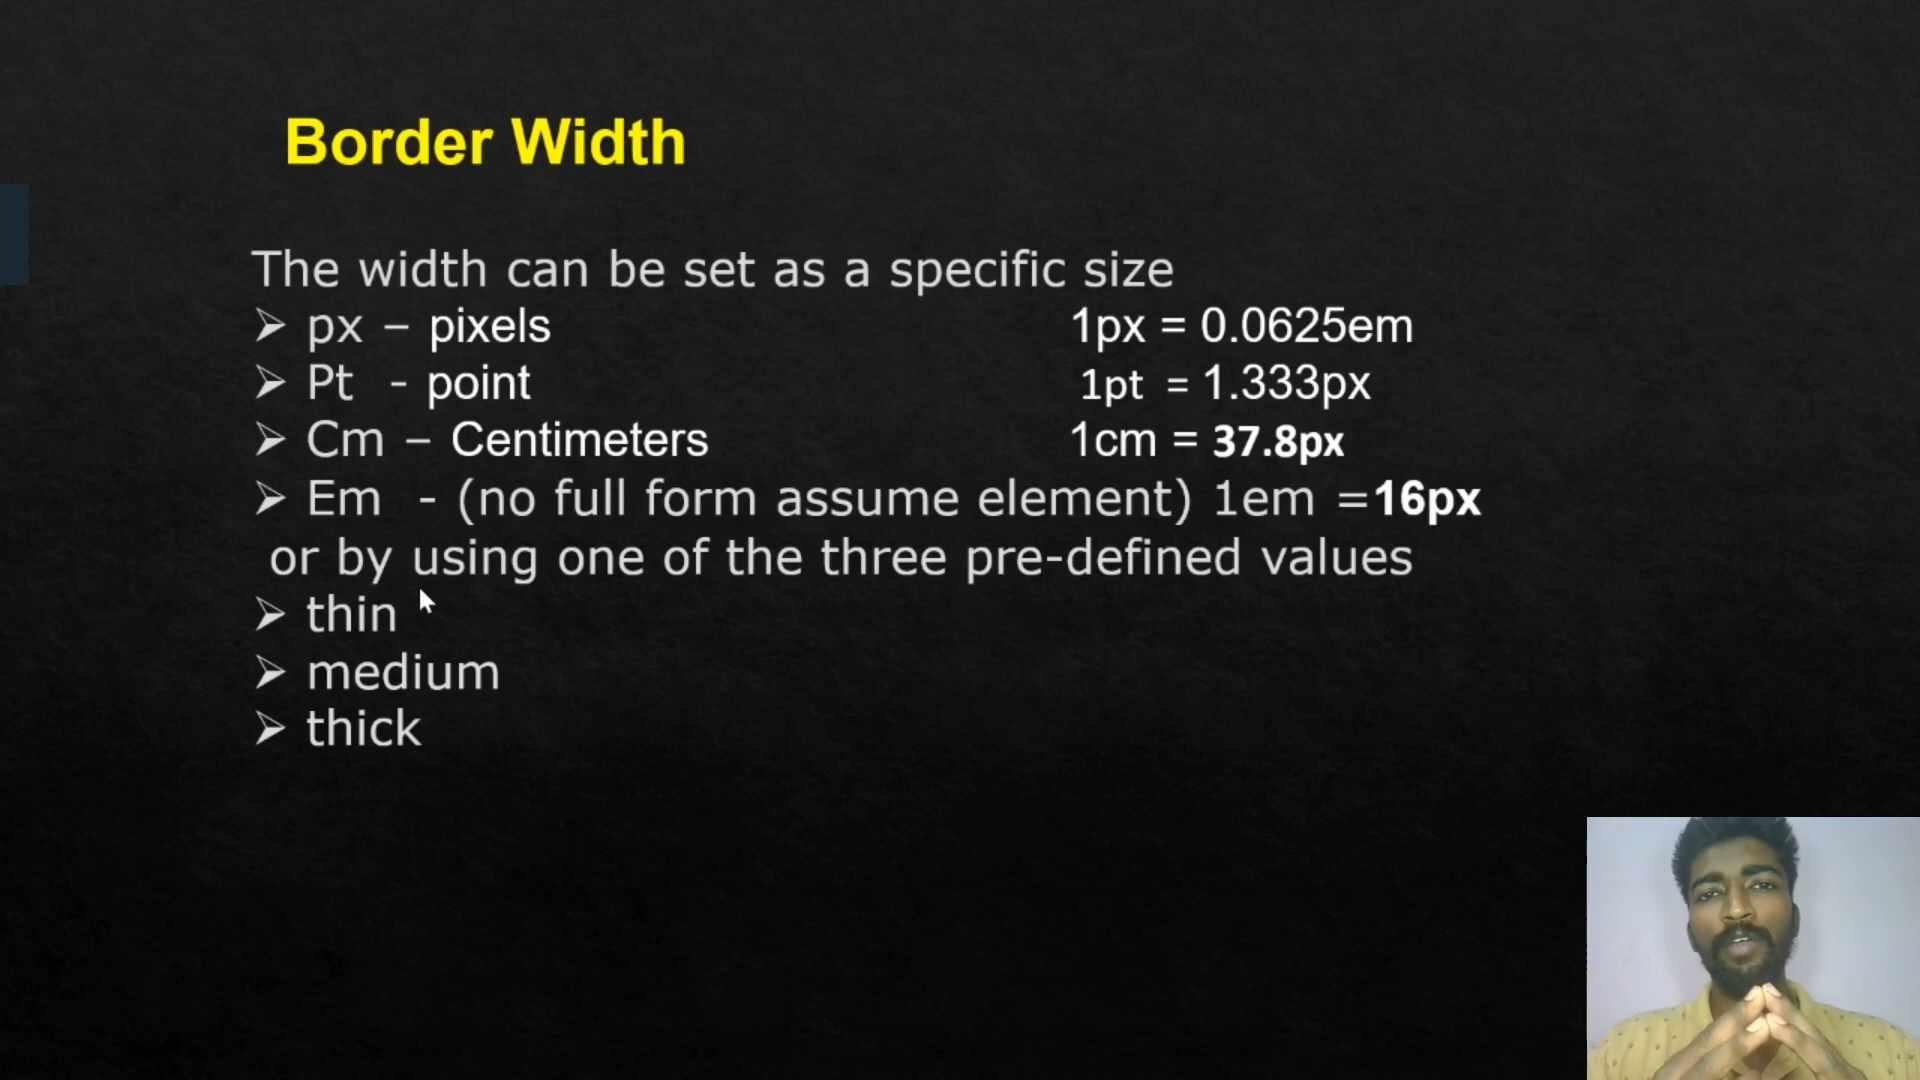 Border Width
The width can be set as a specific size
➢ px – pixels 1px = 0.0625em
➢ Pt - point 1pt = 1.333px
➢ Cm – Centimeters 1cm = 37.8px
➢ Em - (no full form assume element) 1em =16px
or by using one of the three pre-defined values
➢ thin
➢ medium
➢ thick